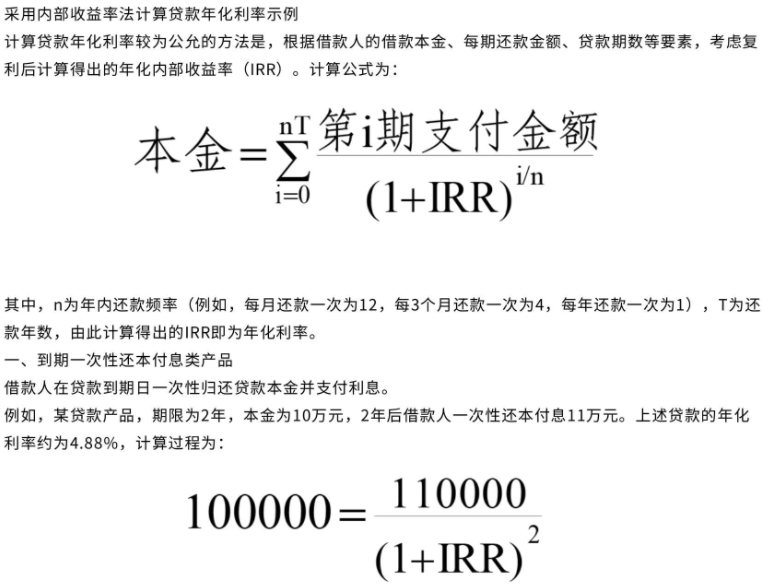 采用内部收益率法计算贷款年化利率示例
计算贷款年化利率较为公允的方法是，根据借款人的借款本金、每期还款金额、贷款期数等要素，考虑复
利后计算得出的年化内部收益率（IRR）。计算公式为：
本金=∑_{i=0}^{nT} 第i期支付金额/(1+IRR)^{i/n}
其中，n为年内还款频率（例如，每月还款一次为12，每3个月还款一次为4，每年还款一次为1），T为还
款年数，由此计算得出的IRR即为年化利率。
一、到期一次性还本付息类产品
借款人在贷款到期日一次性归还贷款本金并支付利息。
例如，某贷款产品，期限为2年，本金为10万元，2年后借款人一次性还本付息11万元。上述贷款的年化
利率约为4.88%，计算过程为：
100000=110000/(1+IRR)^2